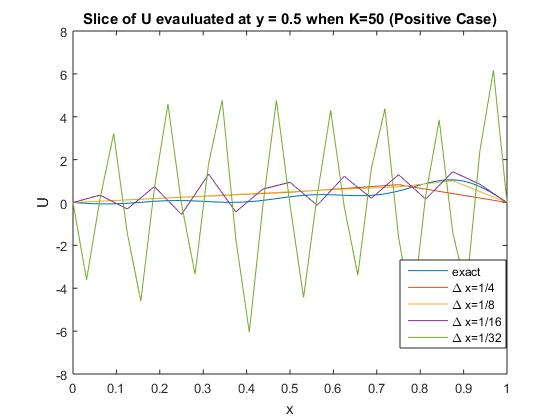 Slice of U evauluated at y = 0.5 when K=50 (Positive Case)
8
6
4
2
0
-2
-4
-6
-8
U
0 0.1 0.2 0.3 0.4 0.5 0.6 0.7 0.8 0.9 1
x
exact
Δ x=1/4
Δ x=1/8
Δ x=1/16
Δ x=1/32